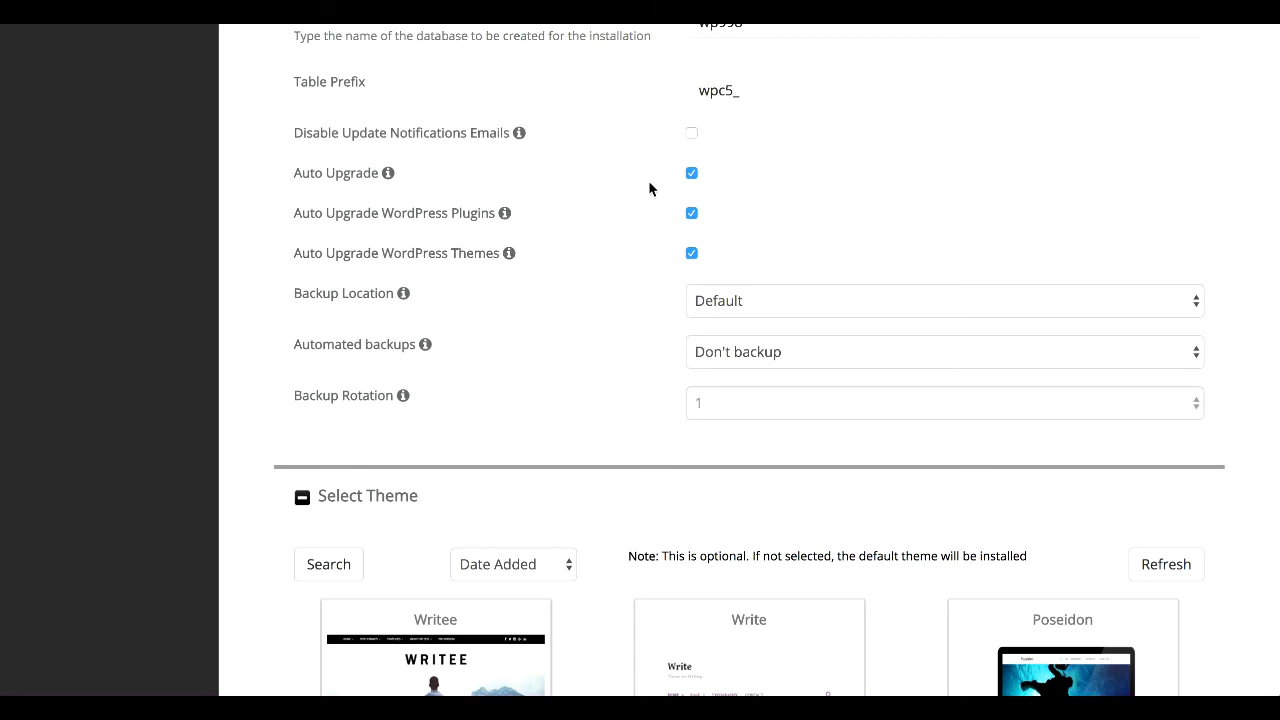 wp998
Type the name of the database to be created for the installation
Table Prefix
wpc5_
Disable Update Notifications Emails
Auto Upgrade
Auto Upgrade WordPress Plugins
Auto Upgrade WordPress Themes
Backup Location
Default
Automated backups
Don't backup
Backup Rotation
1
Select Theme
Search
Date Added
Note: This is optional. If not selected, the default theme will be installed
Refresh
Writee
Write
Poseidon
WRITEE
Write